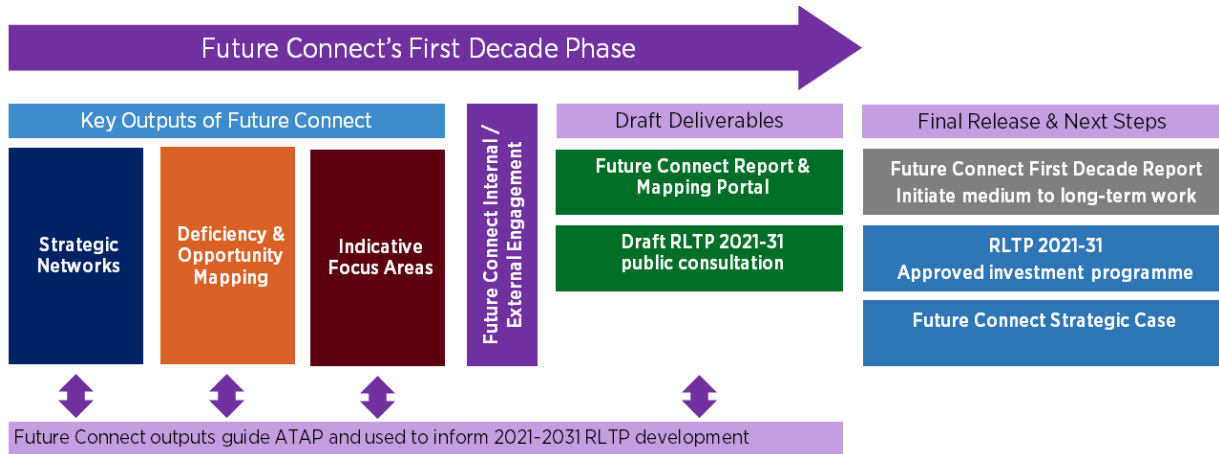 Future Connect's First Decade Phase
Key Outputs of Future Connect
Strategic
Networks
Deficiency &
Opportunity
Mapping
Indicative
Focus Areas
Future Connect Internal /
External Engagement
Draft Deliverables
Future Connect Report &
Mapping Portal
Draft RLTP 2021-31
public consultation
Final Release & Next Steps
Future Connect First Decade Report
Initiate medium to long-term work
RLTP 2021-31
Approved investment programme
Future Connect Strategic Case
Future Connect outputs guide ATAP and used to inform 2021-2031 RLTP development